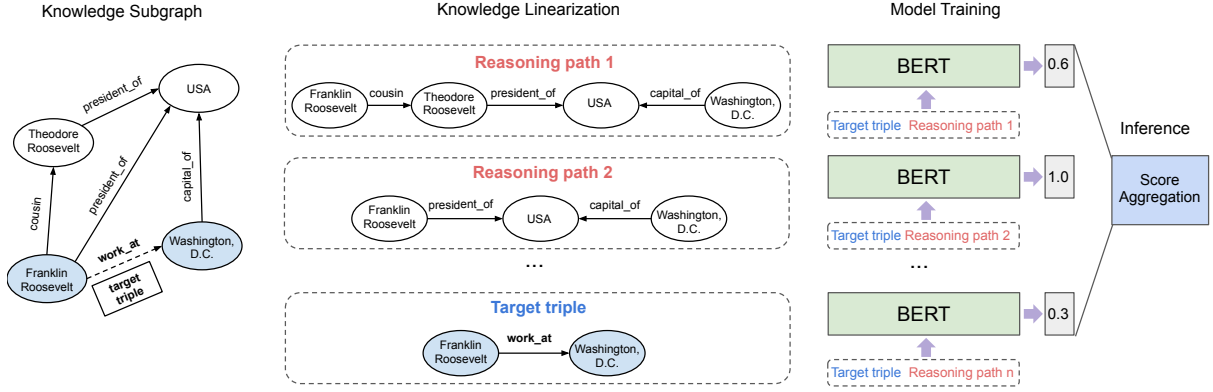 Knowledge Subgraph
president_of
USA
Theodore
Roosevelt
cousin
president_of
capital_of
work_at
Washington,
D.C.
Franklin
Roosevelt
target
triple
Knowledge Linearization
Reasoning path 1
Franklin
Roosevelt
cousin
Theodore
Roosevelt
president_of
USA
capital_of
Washington,
D.C.
Reasoning path 2
Franklin
Roosevelt
president_of
USA
capital_of
Washington,
D.C.
...
Target triple
Franklin
Roosevelt
work_at
Washington,
D.C.
Model Training
BERT
0.6
Target triple Reasoning path 1
BERT
1.0
Target triple Reasoning path 2
...
BERT
0.3
Target triple Reasoning path n
Inference
Score
Aggregation